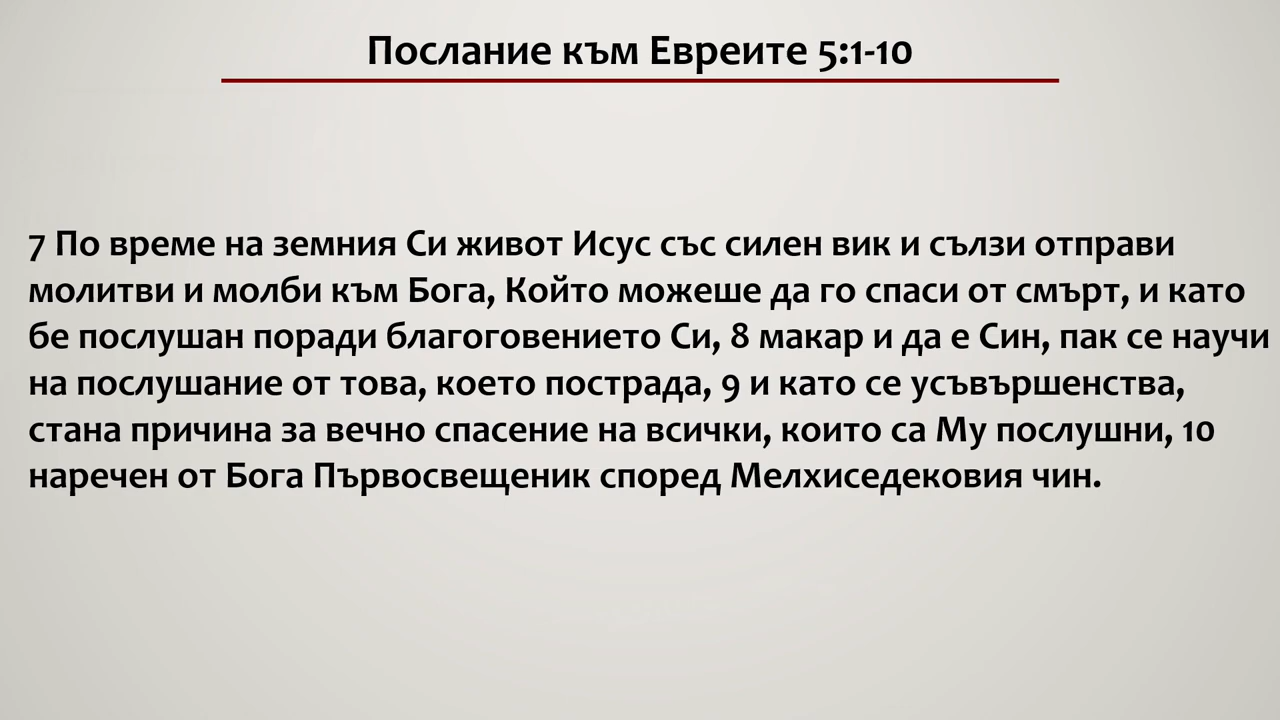 Послание към Евреите 5:1-10
7 По време на земния Си живот Исус със силен вик и сълзи отправи
молитви и молби към Бога, Който можеше да го спаси от смърт, и като
бе послушан поради благоговението Си, 8 макар и да е Син, пак се научи
на послушание от това, което пострада, 9 и като се усъвършенства,
стана причина за вечно спасение на всички, които са Му послушни, 10
наречен от Бога Първосвещеник според Мелхиседековия чин.